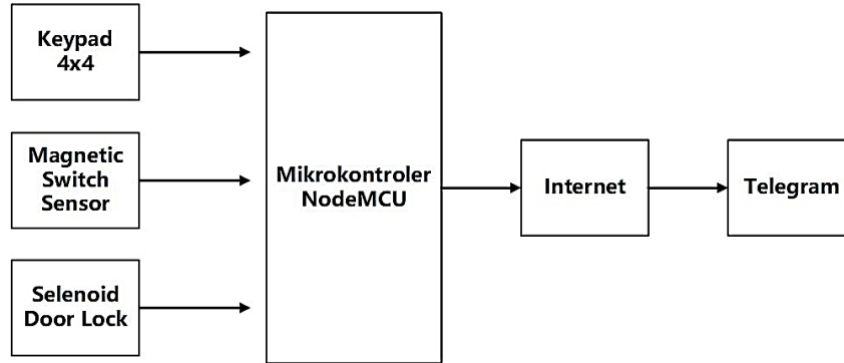 Keypad
4x4
Magnetic
Switch
Sensor
Selenoid
Door Lock
Mikrokontroler
NodeMCU
Internet
Telegram